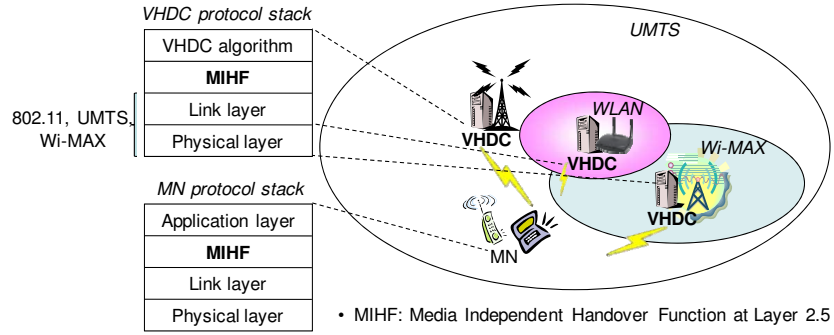 VHDC protocol stack
VHDC algorithm
MIHF
Link layer
Physical layer
802.11, UMTS,
Wi-MAX
MN protocol stack
Application layer
MIHF
Link layer
Physical layer
UMTS
VHDC
WLAN
VHDC
Wi-MAX
VHDC
MN
• MIHF: Media Independent Handover Function at Layer 2.5